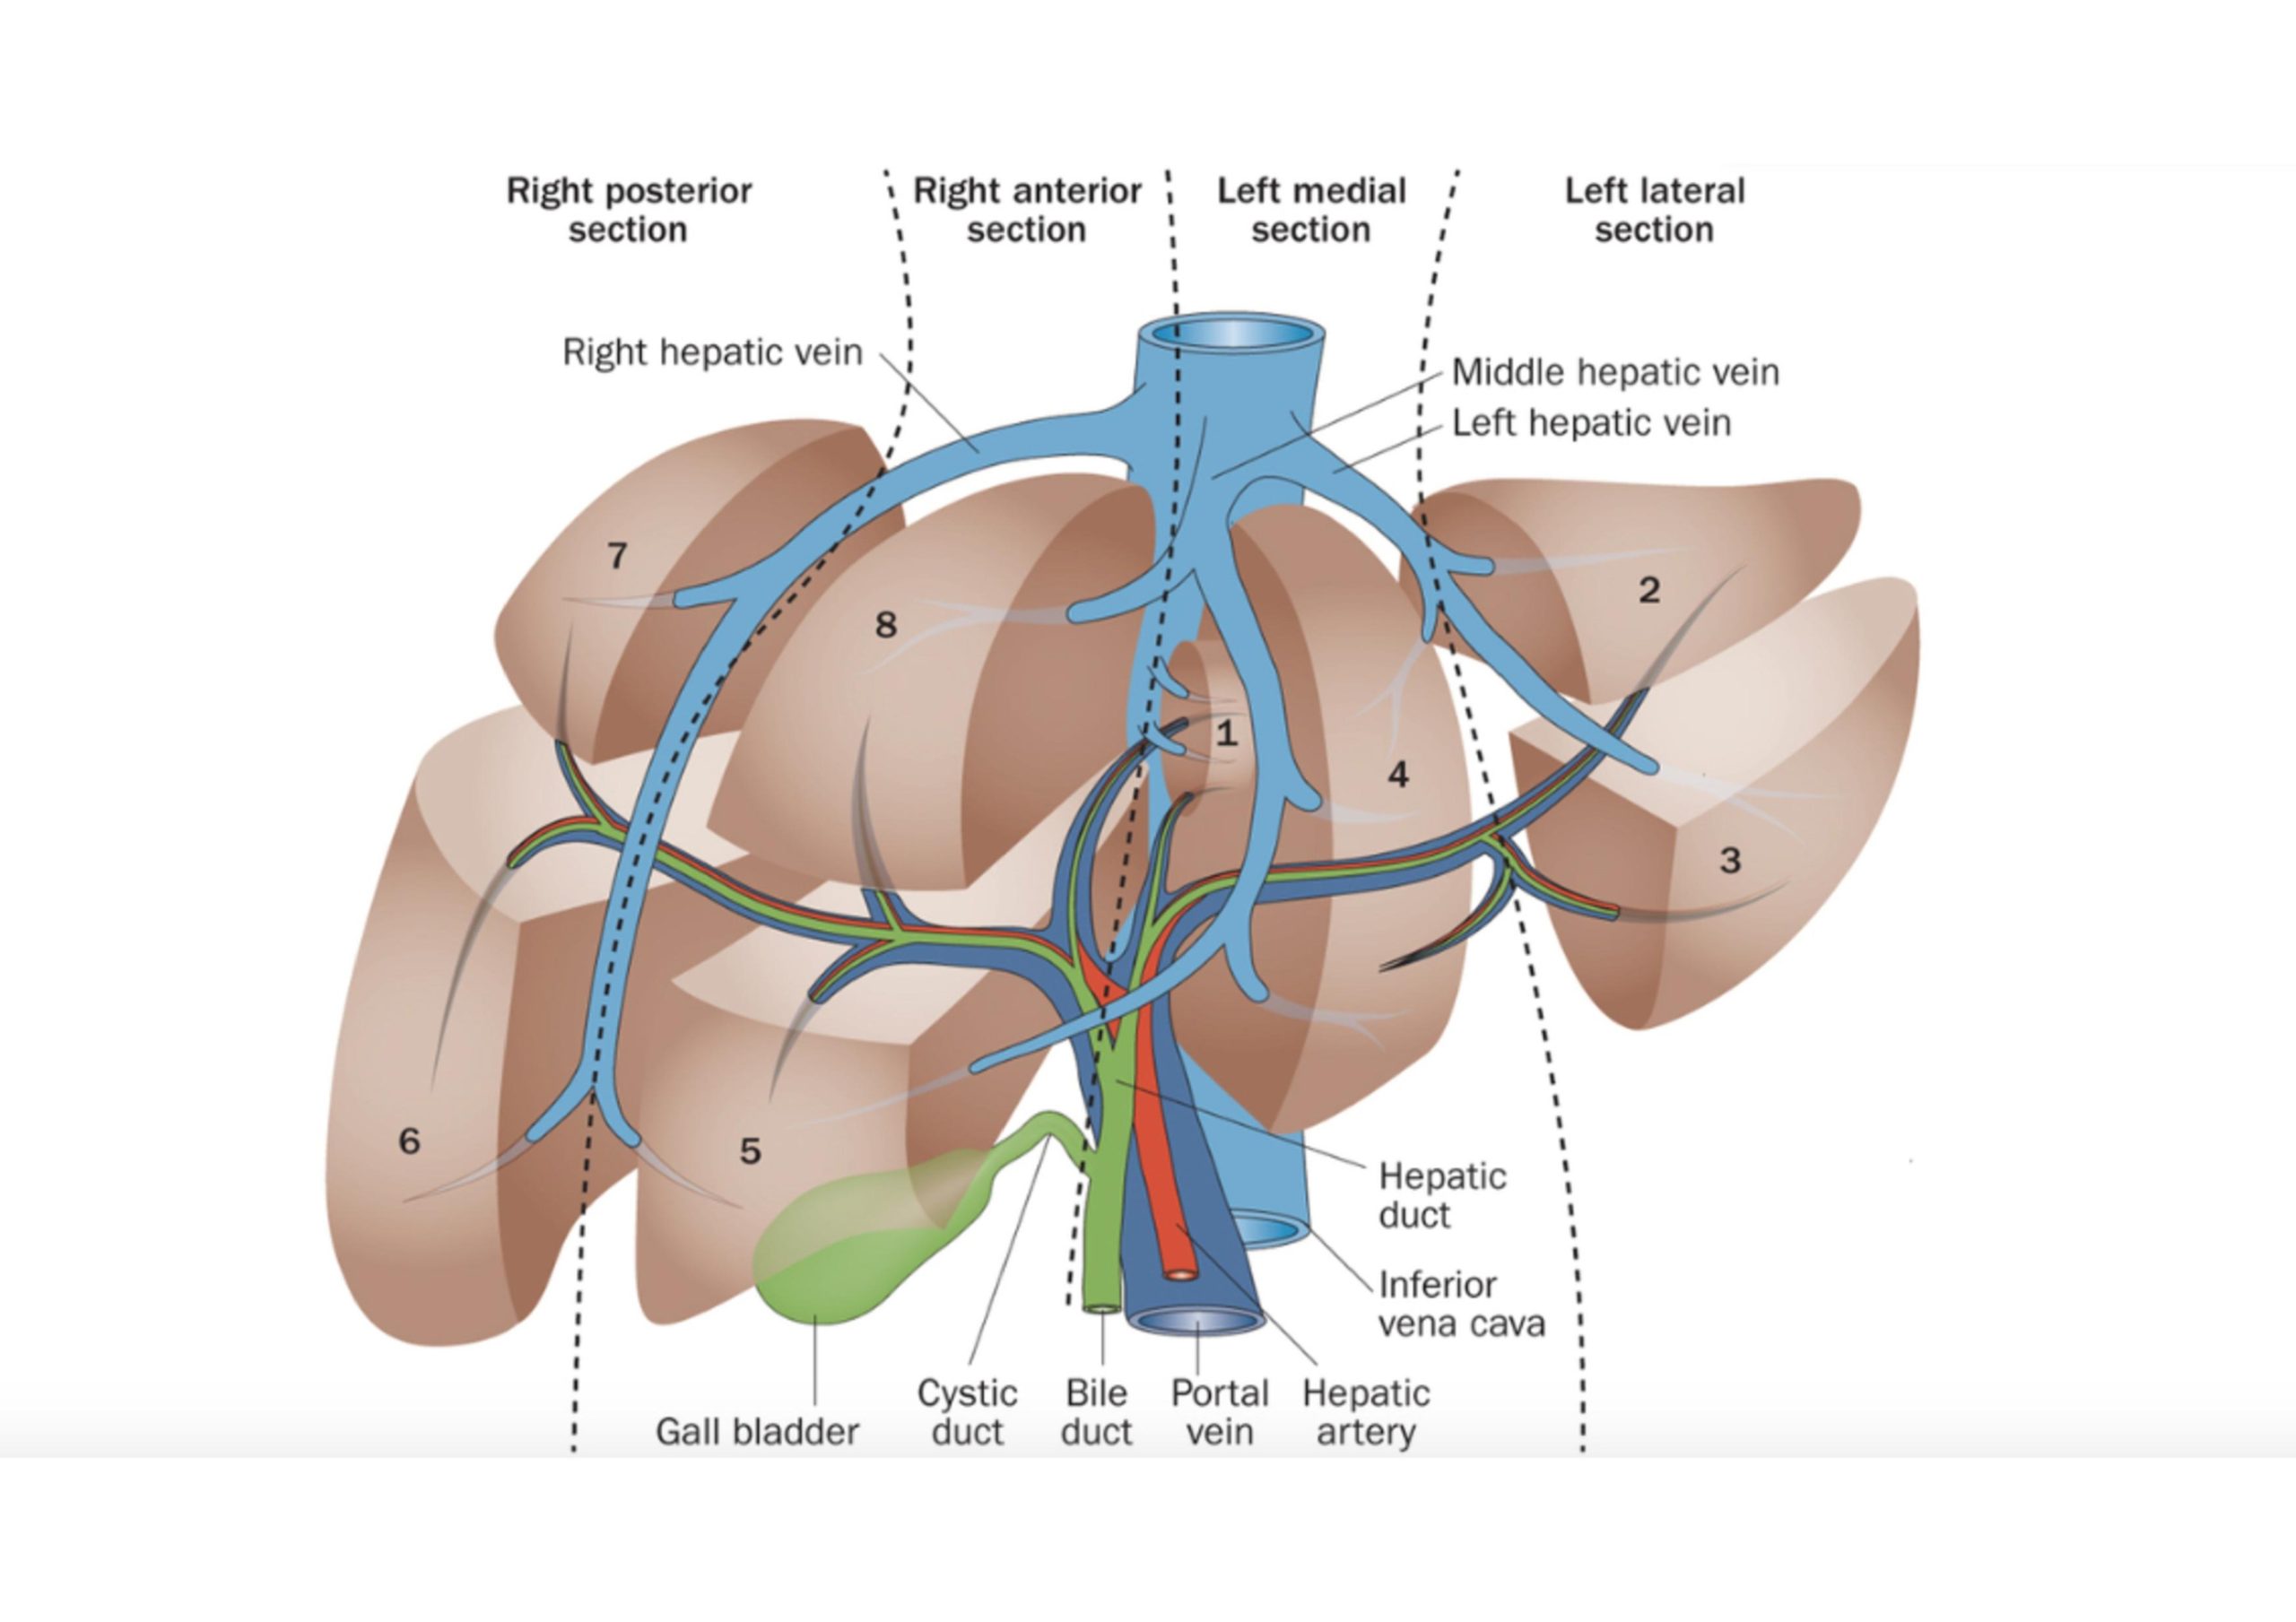 Right posterior
section
Right anterior
section
Left medial
section
Left lateral
section
Right hepatic vein
Middle hepatic vein
Left hepatic vein
7
2
8
1
4
3
6
5
Hepatic
duct
Inferior
vena cava
Gall bladder
Cystic
duct
Bile
duct
Portal
vein
Hepatic
artery